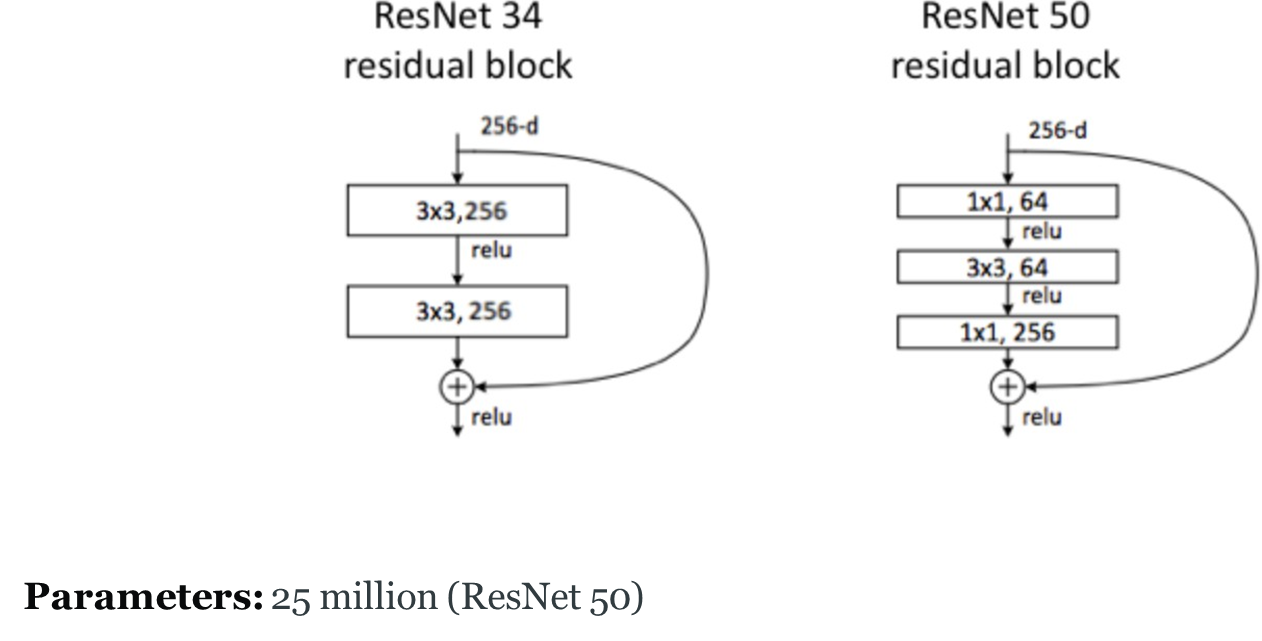 ResNet 34
residual block
256-d
3x3,256
relu
3x3, 256
+
relu
ResNet 50
residual block
256-d
1x1, 64
relu
3x3, 64
relu
1x1, 256
+
relu
Parameters: 25 million (ResNet 50)